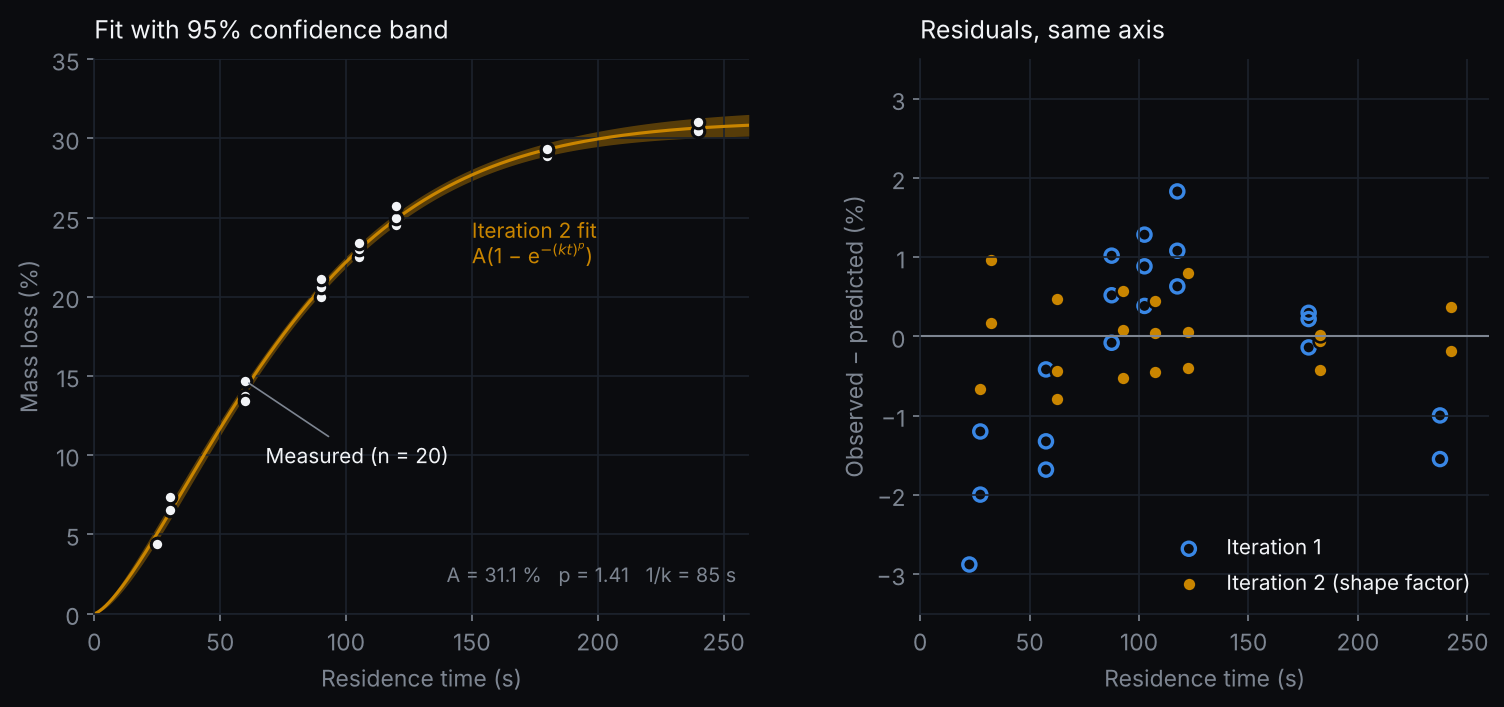 Fit with 95% confidence band
35
30
25
20
15
10
5
0
Mass loss (%)
Iteration 2 fit
A(1 − e^{−(kt)^p})
Measured (n = 20)
A = 31.1 % p = 1.41 1/k = 85 s
0 50 100 150 200 250
Residence time (s)
Residuals, same axis
3
2
1
0
−1
−2
−3
Observed − predicted (%)
Iteration 1
Iteration 2 (shape factor)
0 50 100 150 200 250
Residence time (s)